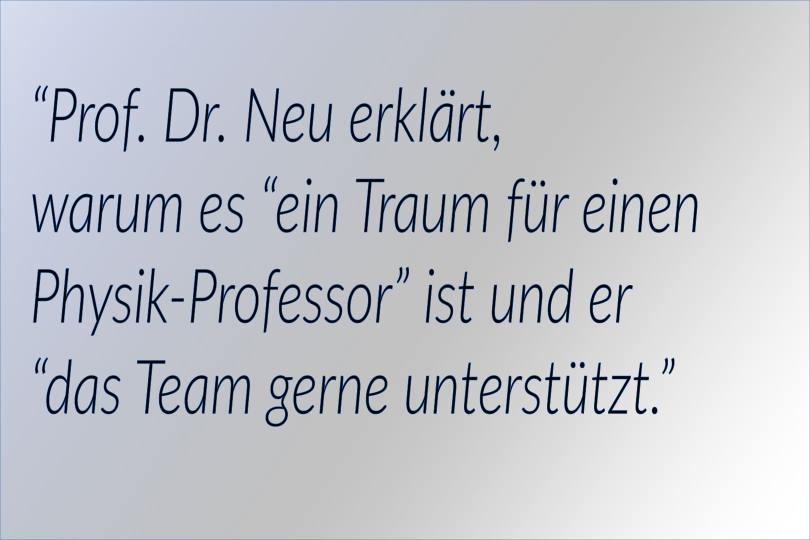 “Prof. Dr. Neu erklärt,
warum es “ein Traum für einen
Physik-Professor” ist und er
“das Team gerne unterstützt.”